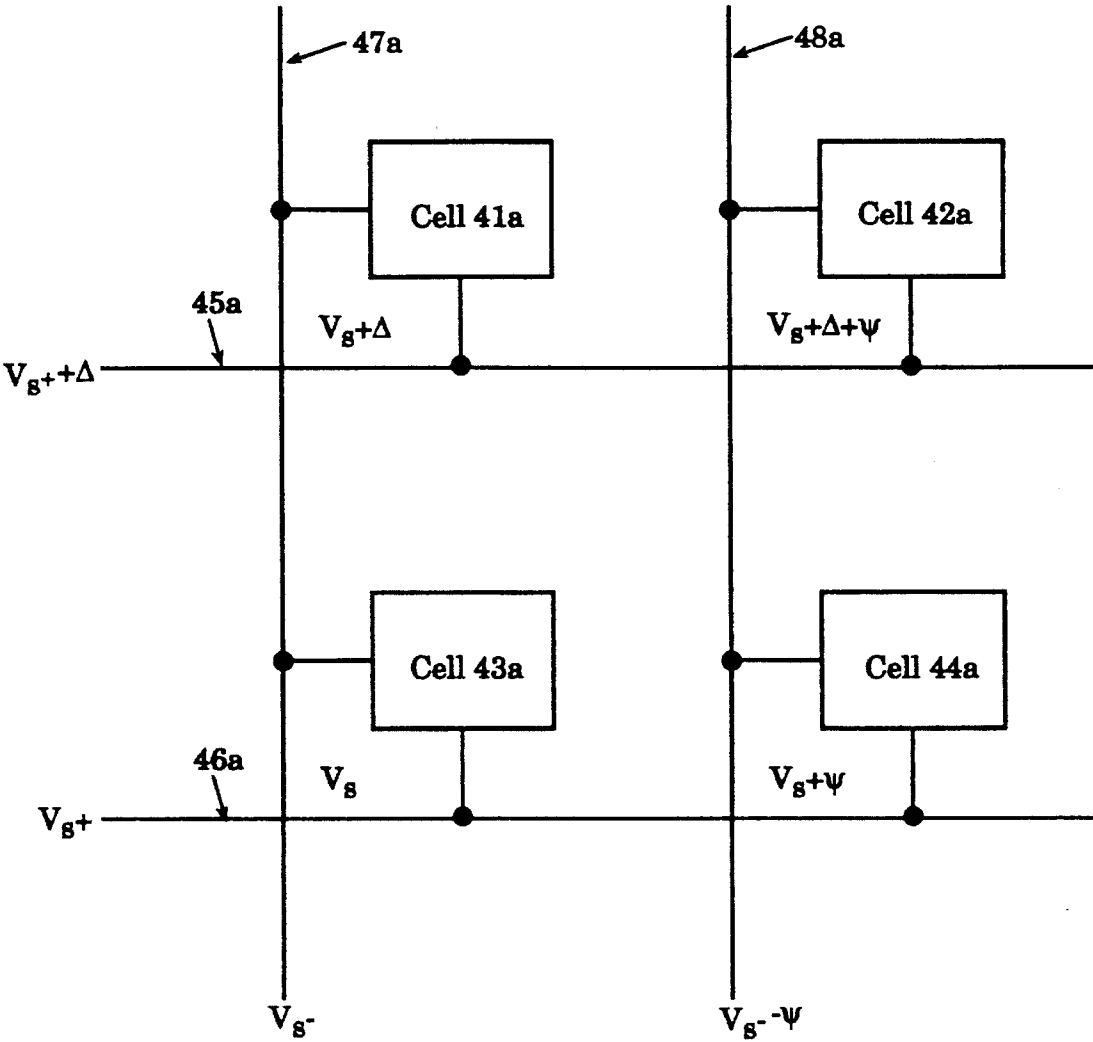 47a
48a
Cell 41a
Cell 42a
45a
Vs+Δ
Vs+Δ+ψ
Vs++Δ
Cell 43a
Cell 44a
46a
Vs
Vs+ψ
Vs+
Vs-
Vs--ψ